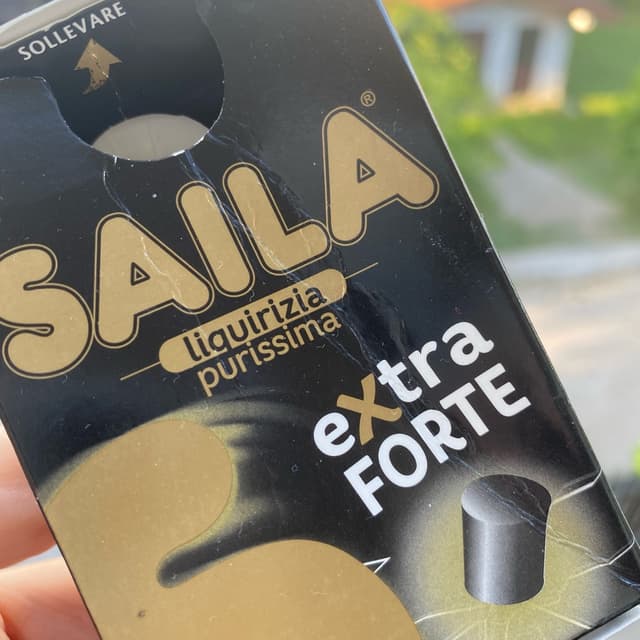 SOLLEVARE
SAILA®
liquirizia
purissima
extra
FORTE